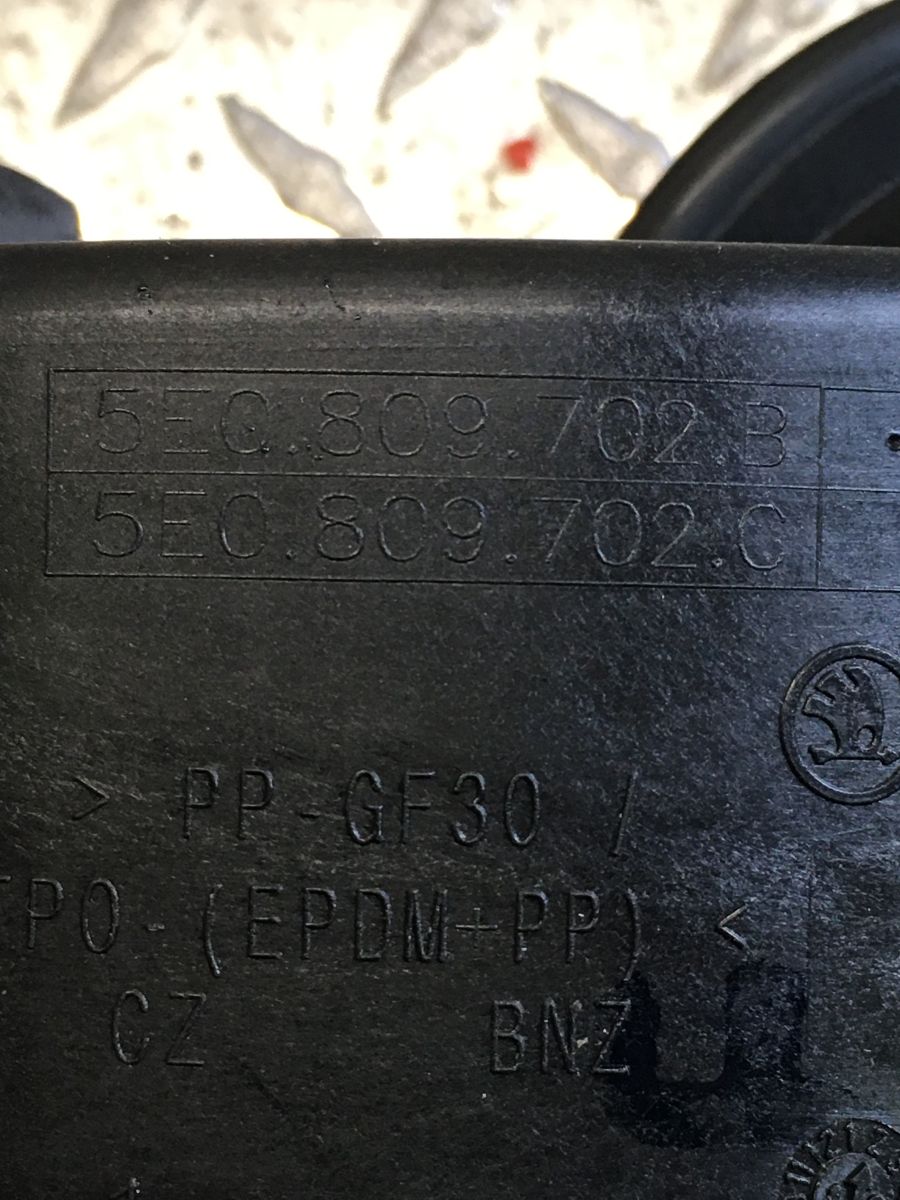 5E0.809.702.B
5E0.809.702.C
> PP-GF30 /
TPO-(EPDM+PP) <
CZ BNZ